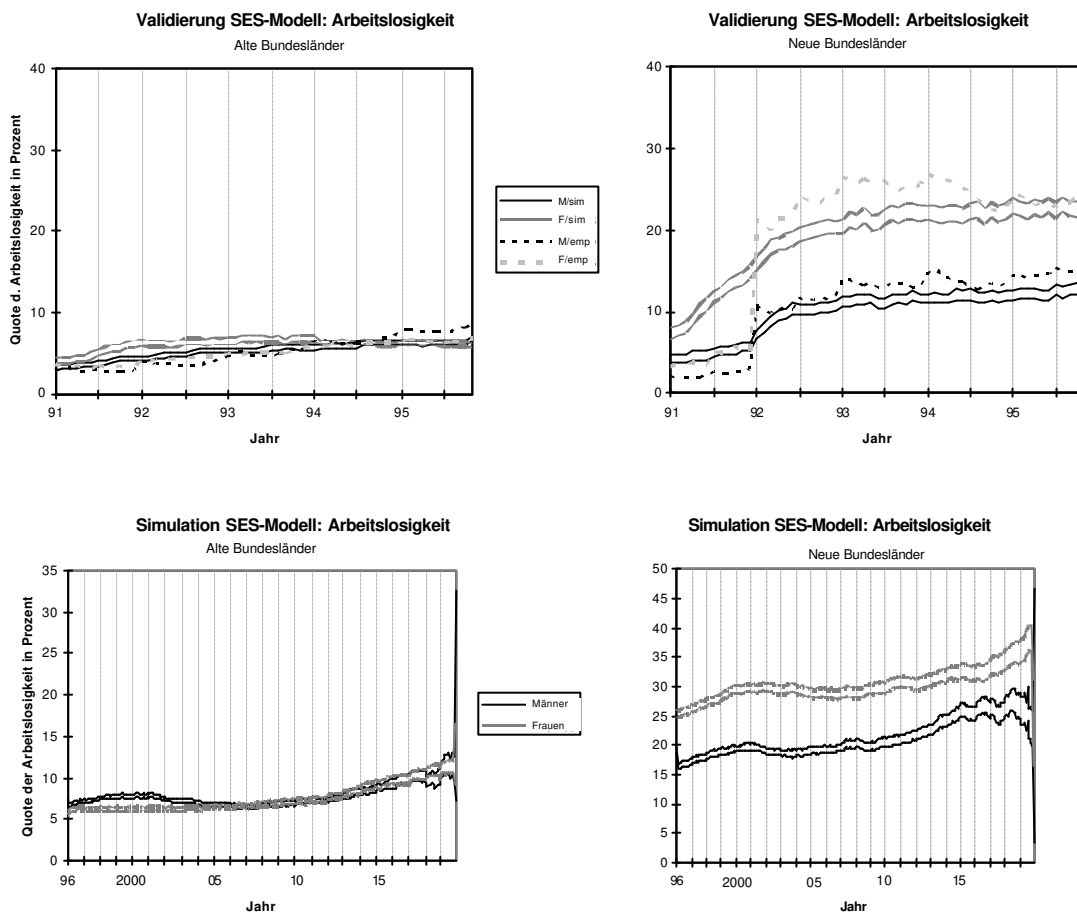 Validierung SES-Modell: Arbeitslosigkeit
Alte Bundesländer
Quote d. Arbeitslosigkeit in Prozent
40
30
20
10
0
91
92
93
94
95
Jahr
M/sim
F/sim
M/emp
F/emp
Validierung SES-Modell: Arbeitslosigkeit
Neue Bundesländer
40
30
20
10
0
91
92
93
94
95
Jahr
Simulation SES-Modell: Arbeitslosigkeit
Alte Bundesländer
Quote der Arbeitslosigkeit in Prozent
35
30
25
20
15
10
5
0
96
2000
05
10
15
Jahr
Männer
Frauen
Simulation SES-Modell: Arbeitslosigkeit
Neue Bundesländer
50
45
40
35
30
25
20
15
10
5
0
96
2000
05
10
15
Jahr